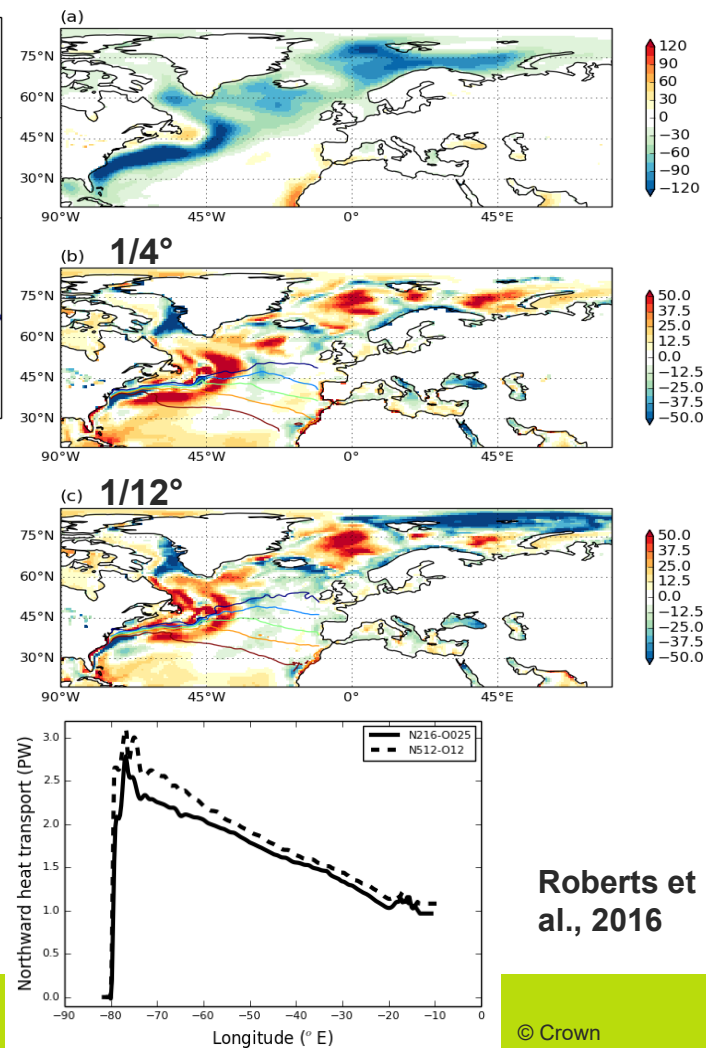 (a)
75°N
60°N
45°N
30°N
90°W 45°W 0° 45°E
120
90
60
30
0
−30
−60
−90
−120
(b) 1/4°
75°N
60°N
45°N
30°N
90°W 45°W 0° 45°E
50.0
37.5
25.0
12.5
0.0
−12.5
−25.0
−37.5
−50.0
(c) 1/12°
75°N
60°N
45°N
30°N
90°W 45°W 0° 45°E
50.0
37.5
25.0
12.5
0.0
−12.5
−25.0
−37.5
−50.0
Northward heat transport (PW)
3.0
2.5
2.0
1.5
1.0
0.5
0.0
N216-O025
N512-O12
−90 −80 −70 −60 −50 −40 −30 −20 −10 0
Longitude (° E)
Roberts et
al., 2016
© Crown